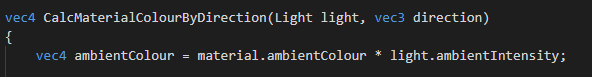 vec4 CalcMaterialColourByDirection(Light light, vec3 direction)
{
    vec4 ambientColour = material.ambientColour * light.ambientIntensity;